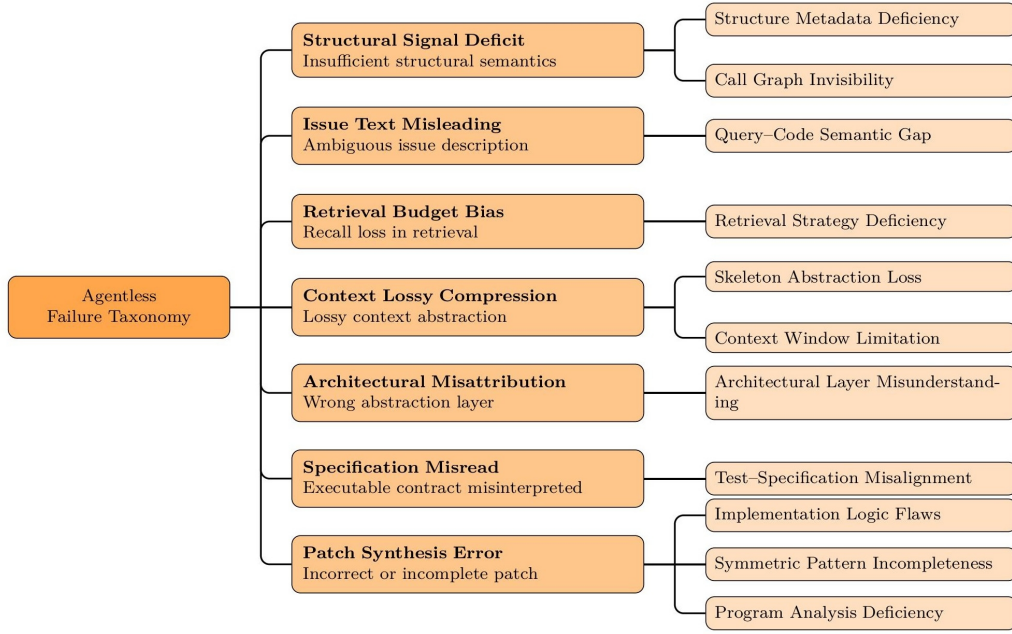 Agentless
Failure Taxonomy
Structural Signal Deficit
Insufficient structural semantics
Structure Metadata Deficiency
Call Graph Invisibility
Issue Text Misleading
Ambiguous issue description
Query–Code Semantic Gap
Retrieval Budget Bias
Recall loss in retrieval
Retrieval Strategy Deficiency
Context Lossy Compression
Lossy context abstraction
Skeleton Abstraction Loss
Context Window Limitation
Architectural Misattribution
Wrong abstraction layer
Architectural Layer Misunderstand-
ing
Specification Misread
Executable contract misinterpreted
Test–Specification Misalignment
Patch Synthesis Error
Incorrect or incomplete patch
Implementation Logic Flaws
Symmetric Pattern Incompleteness
Program Analysis Deficiency